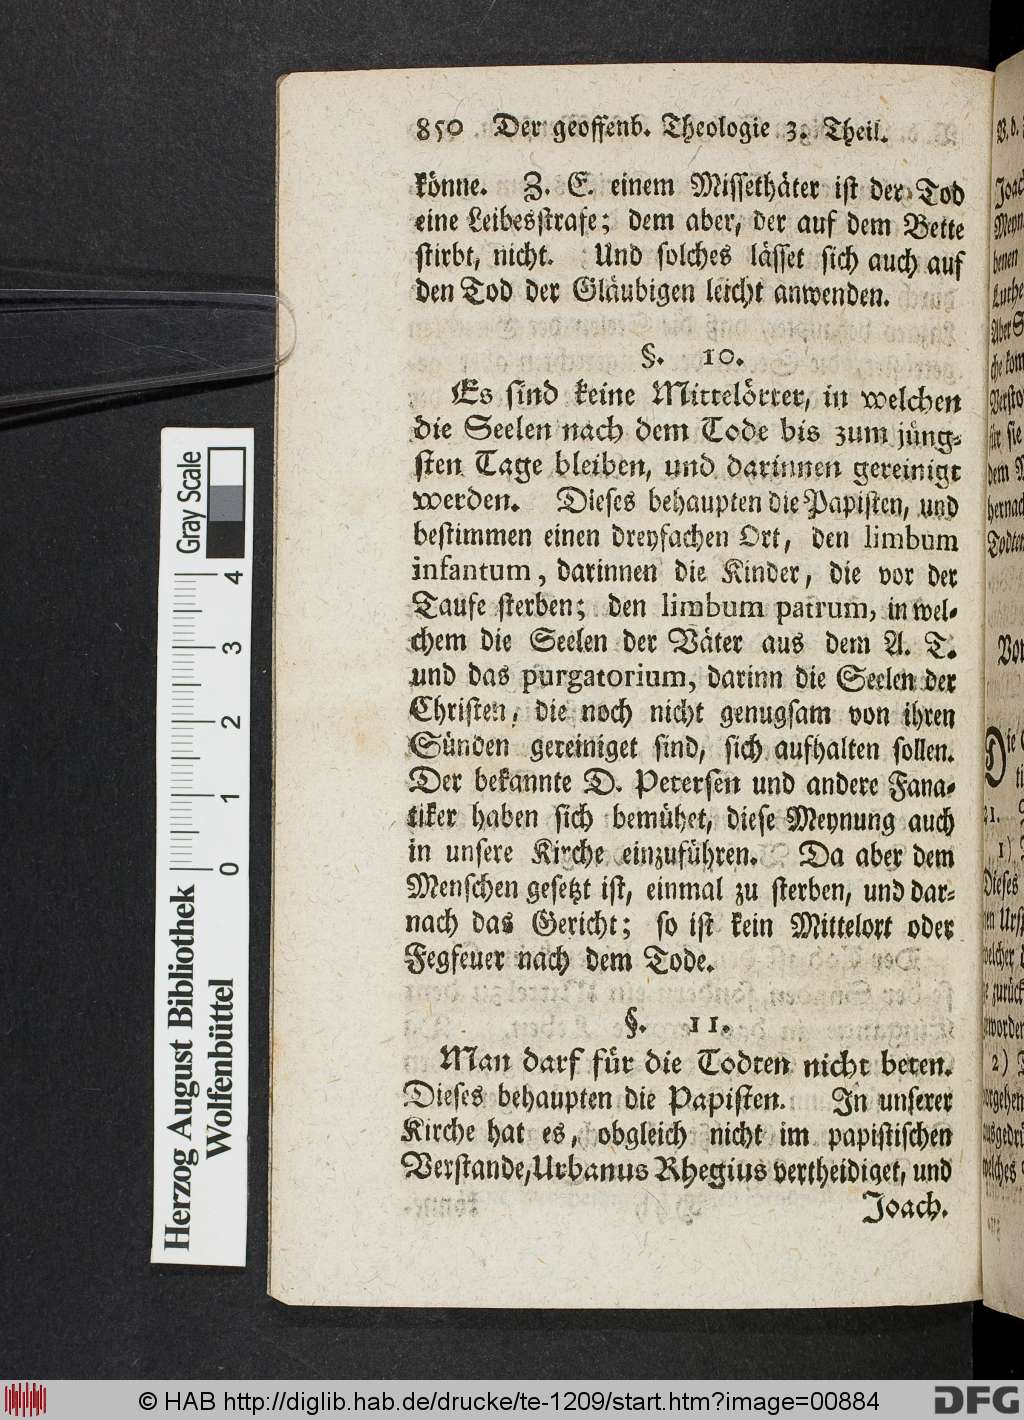 850 Der geoffenb. Theologie 3. Theil.
könne. Z. E. einem Missethäter ist der Tod
eine Leibesstrafe; dem aber, der auf dem Bette
stirbt, nicht. Und solches lässet sich auch auf
den Tod der Gläubigen leicht anwenden.
§. 10.
Es sind keine Mittelörter, in welchen
die Seelen nach dem Tode bis zum jüng-
sten Tage bleiben, und darinnen gereinigt
werden. Dieses behaupten die Papisten, und
bestimmen einen dreyfachen Ort, den limbum
infantum, darinnen die Kinder, die vor der
Taufe sterben; den limbum patrum, in wel-
chem die Seelen der Väter aus dem A. T.
und das purgatorium, darinn die Seelen der
Christen, die noch nicht genugsam von ihren
Sünden gereiniget sind, sich aufhalten sollen.
Der bekannte D. Petersen und andere Fana-
tiker haben sich bemühet, diese Meynung auch
in unsere Kirche einzuführen. Da aber dem
Menschen gesetzt ist, einmal zu sterben, und dar-
nach das Gericht; so ist kein Mittelort oder
Fegfeuer nach dem Tode.
§. 11.
Man darf für die Todten nicht beten.
Dieses behaupten die Papisten. In unserer
Kirche hat es, obgleich nicht im papistischen
Verstande, Urbanus Rhegius vertheidiget, und
Joach.
Gray Scale
0 1 2 3 4
Herzog August Bibliothek
Wolfenbüttel
© HAB http://diglib.hab.de/drucke/te-1209/start.htm?image=00884
DFG